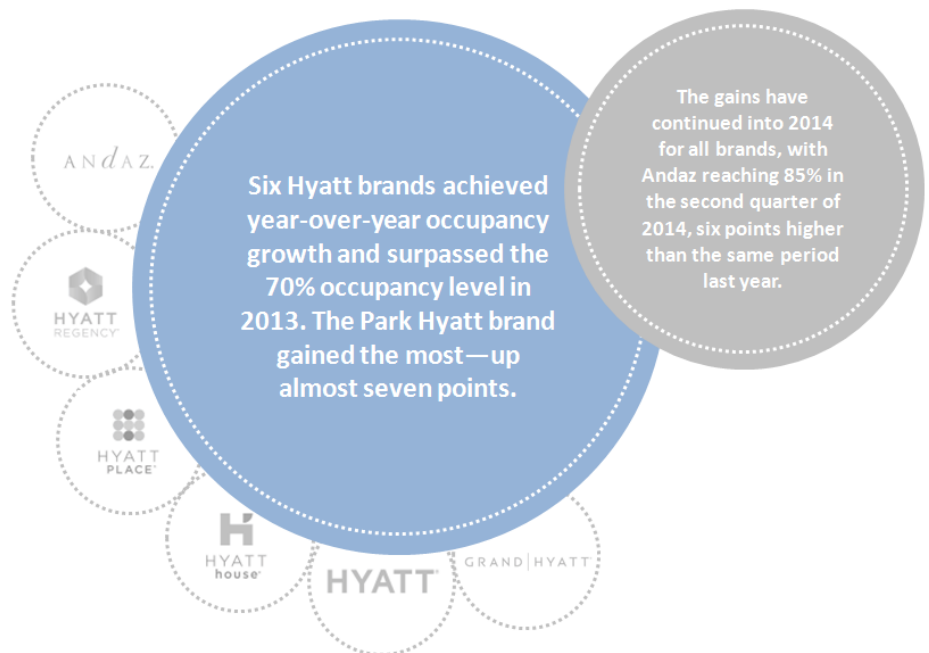 Six Hyatt brands achieved
year-over-year occupancy
growth and surpassed the
70% occupancy level in
2013. The Park Hyatt brand
gained the most—up
almost seven points.
The gains have
continued into 2014
for all brands, with
Andaz reaching 85% in
the second quarter of
2014, six points higher
than the same period
last year.
ANdAZ.
HYATT
REGENCY®
HYATT
PLACE®
HYATT
house®
HYATT®
GRAND|HYATT®